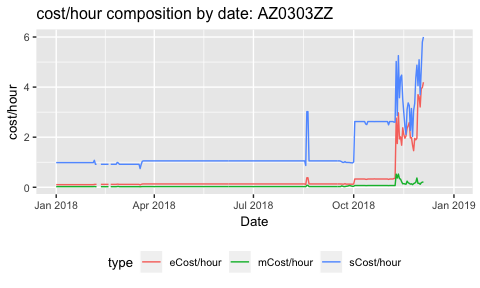 cost/hour composition by date: AZ0303ZZ
cost/hour
6
4
2
0
Jan 2018 Apr 2018 Jul 2018 Oct 2018 Jan 2019
Date
type eCost/hour mCost/hour sCost/hour